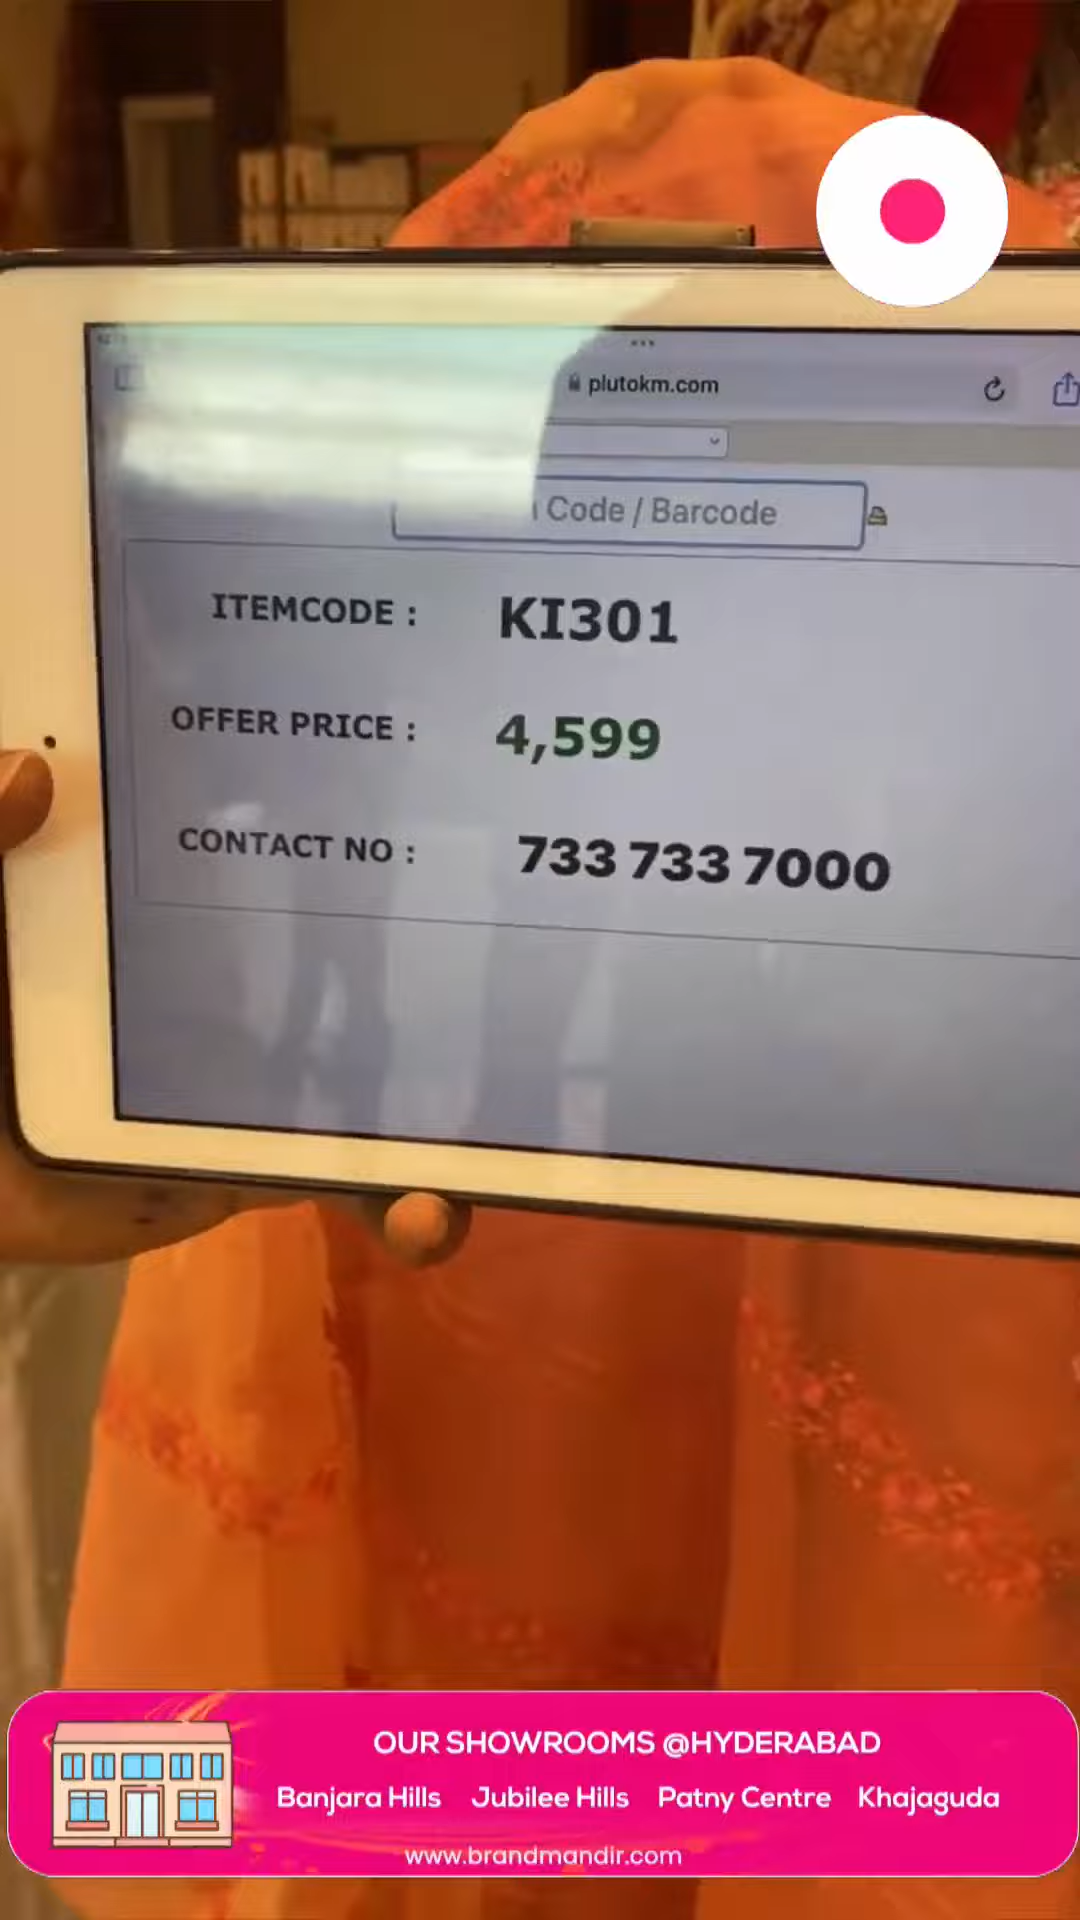 plutokm.com
Code / Barcode
ITEMCODE : KI301
OFFER PRICE : 4,599
CONTACT NO : 733 733 7000
OUR SHOWROOMS @HYDERABAD
Banjara Hills Jubilee Hills Patny Centre Khajaguda
www.brandmandir.com